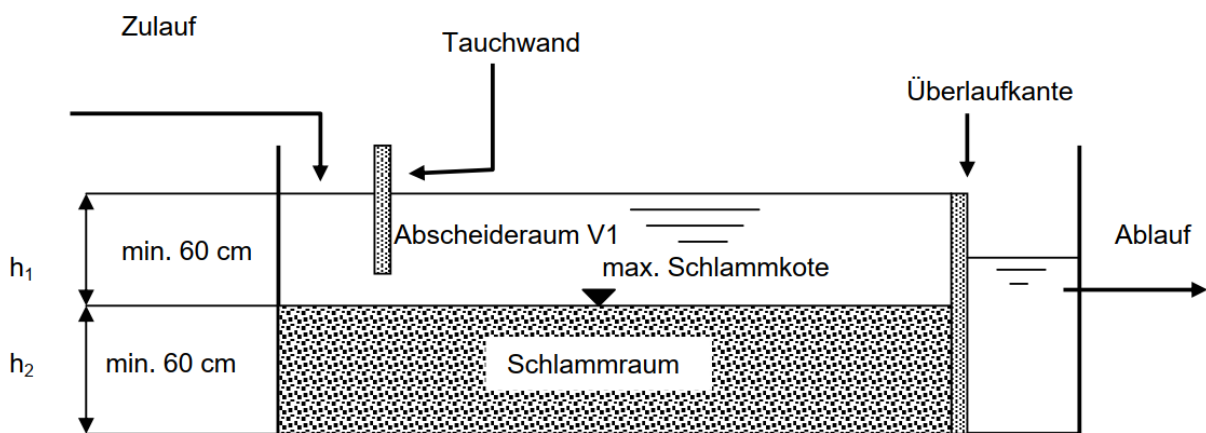 Zulauf
Tauchwand
Überlaufkante
Abscheideraum V1
Ablauf
h₁
min. 60 cm
max. Schlammkote
h₂
min. 60 cm
Schlammraum